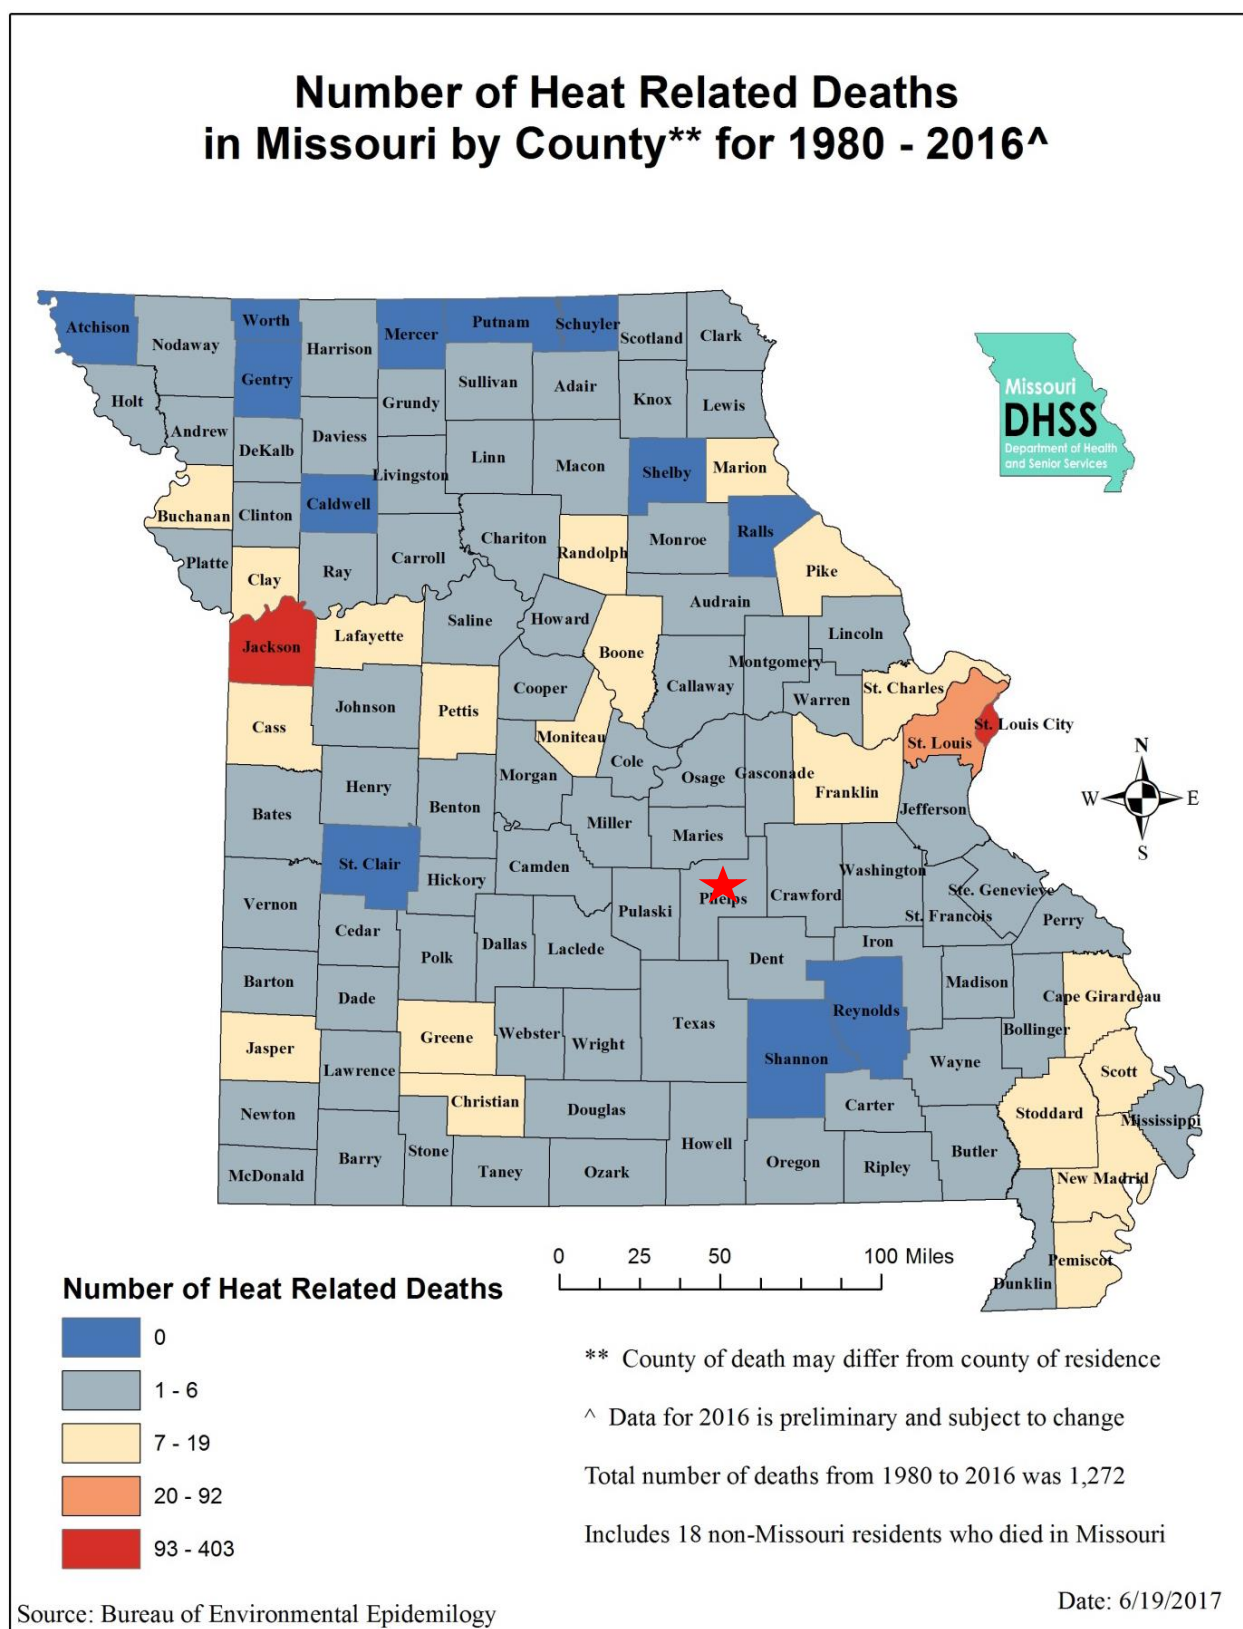 Number of Heat Related Deaths
in Missouri by County** for 1980 - 2016^
Atchison
Nodaway
Worth
Harrison
Mercer
Putnam
Schuyler
Scotland
Clark
Gentry
Holt
Andrew
DeKalb
Daviess
Grundy
Sullivan
Adair
Knox
Lewis
Missouri
DHSS
Department of Health
and Senior Services
Buchanan
Clinton
Caldwell
Livingston
Linn
Macon
Shelby
Marion
Platte
Clay
Ray
Carroll
Chariton
Randolph
Monroe
Ralls
Pike
Jackson
Lafayette
Saline
Howard
Boone
Audrain
Lincoln
Cass
Johnson
Pettis
Cooper
Moniteau
Callaway
Montgomery
Warren
St. Charles
St. Louis
St. Louis City
Bates
Henry
Benton
Morgan
Cole
Miller
Osage
Gasconade
Franklin
Jefferson
N
W
E
S
Vernon
St. Clair
Hickory
Camden
Maries
Pulaski
Phelps
Crawford
Washington
St. Francois
Ste. Genevieve
Perry
Barton
Cedar
Dade
Polk
Dallas
Laclede
Dent
Iron
Madison
Bollinger
Cape Girardeau
Jasper
Lawrence
Greene
Webster
Wright
Texas
Shannon
Reynolds
Wayne
Scott
Stoddard
Mississippi
Newton
Christian
Douglas
Carter
Butler
McDonald
Barry
Stone
Taney
Ozark
Howell
Oregon
Ripley
New Madrid
Pemiscot
Dunklin
0 25 50 100 Miles
Number of Heat Related Deaths
0
1 - 6
7 - 19
20 - 92
93 - 403
** County of death may differ from county of residence
^ Data for 2016 is preliminary and subject to change
Total number of deaths from 1980 to 2016 was 1,272
Includes 18 non-Missouri residents who died in Missouri
Source: Bureau of Environmental Epidemilogy
Date: 6/19/2017